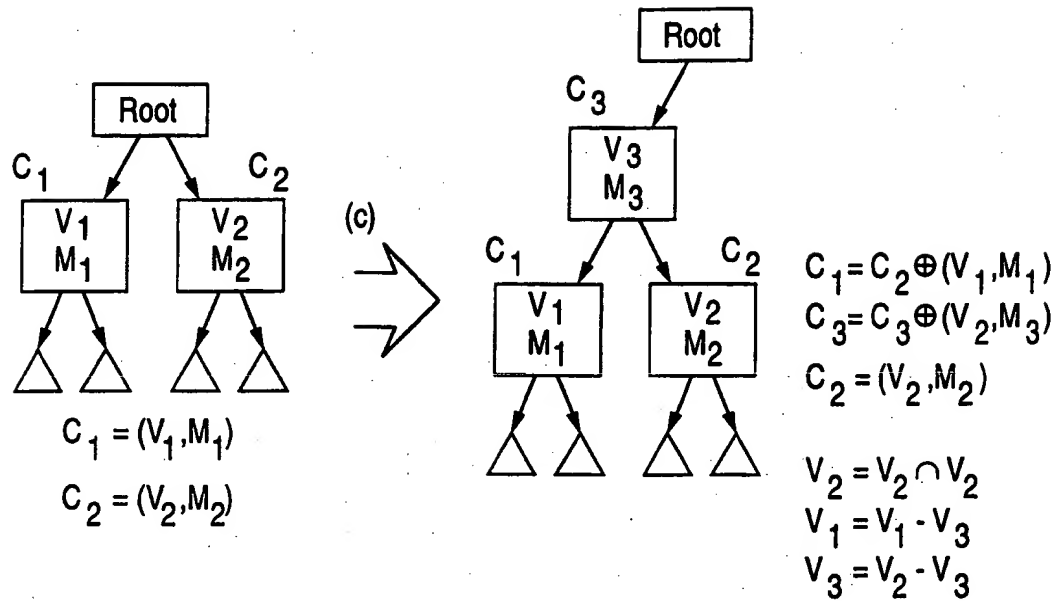 Root
C₁
C₂
V₁
M₁
V₂
M₂
C₁ = (V₁,M₁)
C₂ = (V₂,M₂)
(c)
Root
C₃
V₃
M₃
C₁
C₂
V₁
M₁
V₂
M₂
C₁ = C₂ ⊕ (V₁,M₁)
C₃ = C₃ ⊕ (V₂,M₃)
C₂ = (V₂,M₂)
V₂ = V₂ ∩ V₂
V₁ = V₁ - V₃
V₃ = V₂ - V₃